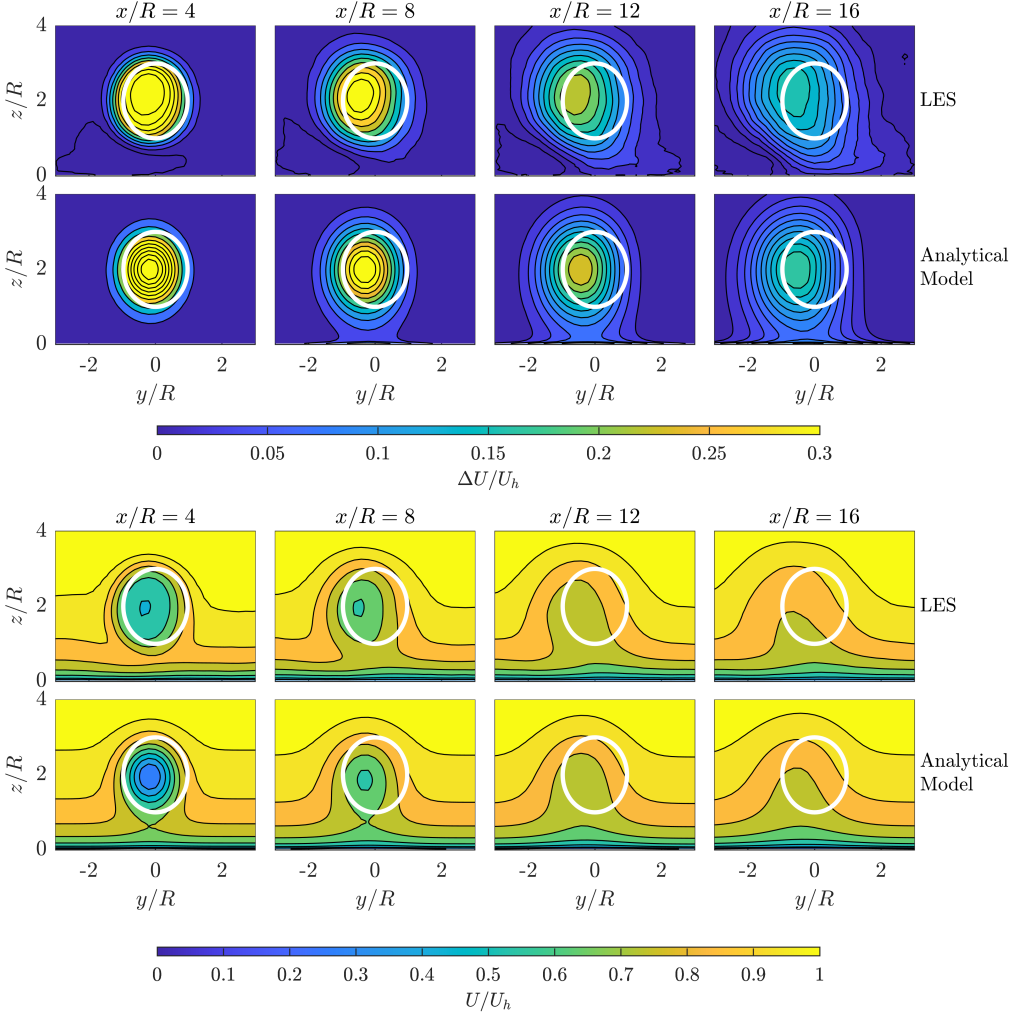 x/R = 4 x/R = 8 x/R = 12 x/R = 16
4
z/R 2 LES
0
4
z/R 2 Analytical
Model
0
-2 0 2 -2 0 2 -2 0 2 -2 0 2
y/R y/R y/R y/R
0 0.05 0.1 0.15 0.2 0.25 0.3
ΔU/U_h
x/R = 4 x/R = 8 x/R = 12 x/R = 16
4
z/R 2 LES
0
4
z/R 2 Analytical
Model
0
-2 0 2 -2 0 2 -2 0 2 -2 0 2
y/R y/R y/R y/R
0 0.1 0.2 0.3 0.4 0.5 0.6 0.7 0.8 0.9 1
U/U_h